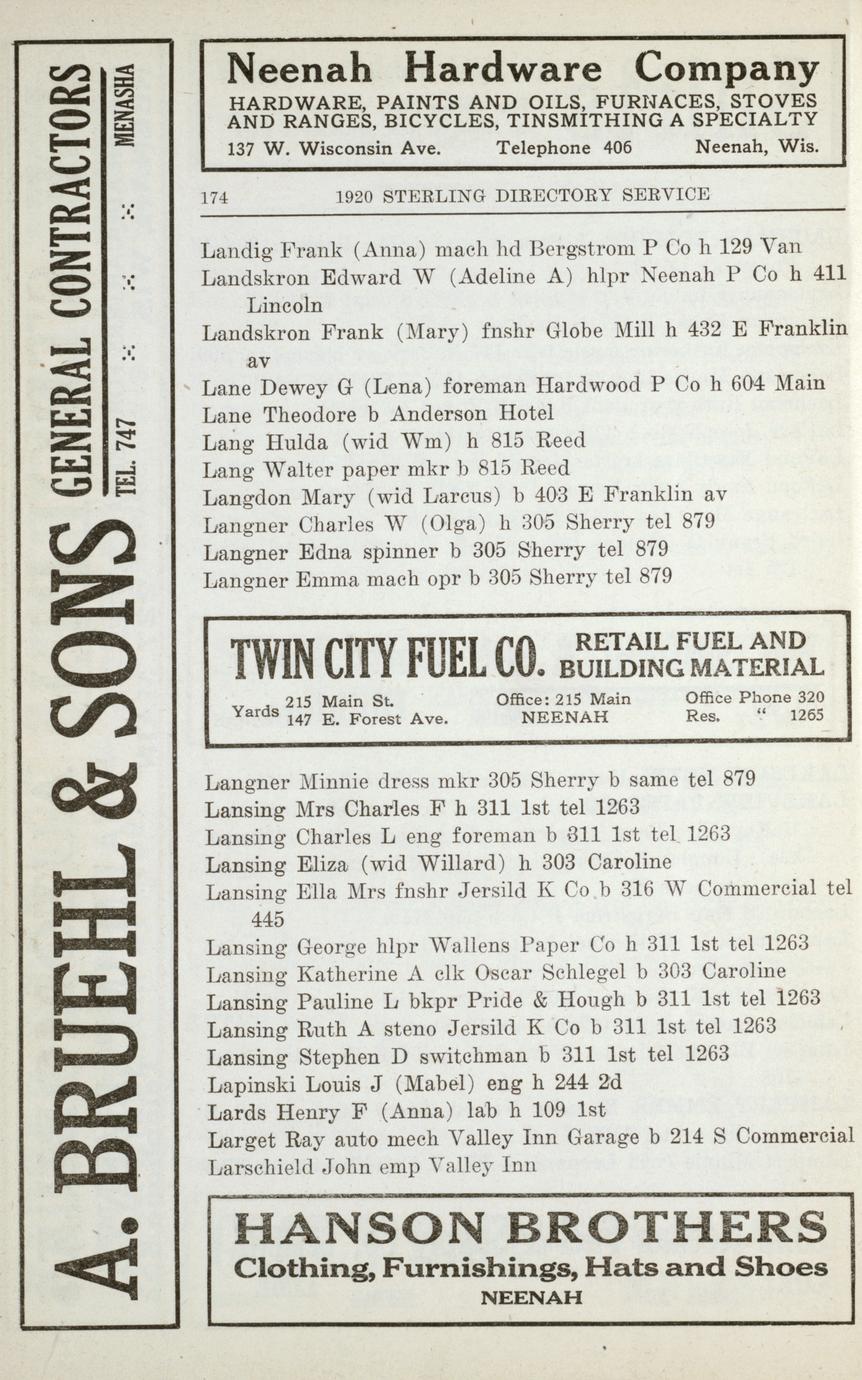 Neenah Hardware Company
HARDWARE, PAINTS AND OILS, FURNACES, STOVES
AND RANGES, BICYCLES, TINSMITHING A SPECIALTY
137 W. Wisconsin Ave. Telephone 406 Neenah, Wis.
174 1920 STERLING DIRECTORY SERVICE
Landig Frank (Anna) mach hd Bergstrom P Co h 129 Van
Landskron Edward W (Adeline A) hlpr Neenah P Co h 411
Lincoln
Landskron Frank (Mary) fnshr Globe Mill h 432 E Franklin
av
Lane Dewey G (Lena) foreman Hardwood P Co h 604 Main
Lane Theodore b Anderson Hotel
Lang Hulda (wid Wm) h 815 Reed
Lang Walter paper mkr b 815 Reed
Langdon Mary (wid Larcus) b 403 E Franklin av
Langner Charles W (Olga) h 305 Sherry tel 879
Langner Edna spinner b 305 Sherry tel 879
Langner Emma mach opr b 305 Sherry tel 879
TWIN CITY FUEL CO. RETAIL FUEL AND
BUILDING MATERIAL
Yards 215 Main St. Office: 215 Main Office Phone 320
147 E. Forest Ave. NEENAH Res. “ 1265
Langner Minnie dress mkr 305 Sherry b same tel 879
Lansing Mrs Charles F h 311 1st tel 1263
Lansing Charles L eng foreman b 311 1st tel 1263
Lansing Eliza (wid Willard) h 303 Caroline
Lansing Ella Mrs fnshr Jersild K Co b 316 W Commercial tel
445
Lansing George hlpr Wallens Paper Co h 311 1st tel 1263
Lansing Katherine A clk Oscar Schlegel b 303 Caroline
Lansing Pauline L bkpr Pride & Hough b 311 1st tel 1263
Lansing Ruth A steno Jersild K Co b 311 1st tel 1263
Lansing Stephen D switchman b 311 1st tel 1263
Lapinski Louis J (Mabel) eng h 244 2d
Lards Henry F (Anna) lab h 109 1st
Larget Ray auto mech Valley Inn Garage b 214 S Commercial
Larschield John emp Valley Inn
HANSON BROTHERS
Clothing, Furnishings, Hats and Shoes
NEENAH
A. BRUEHL & SONS GENERAL CONTRACTORS
TEL. 747 MENASHA